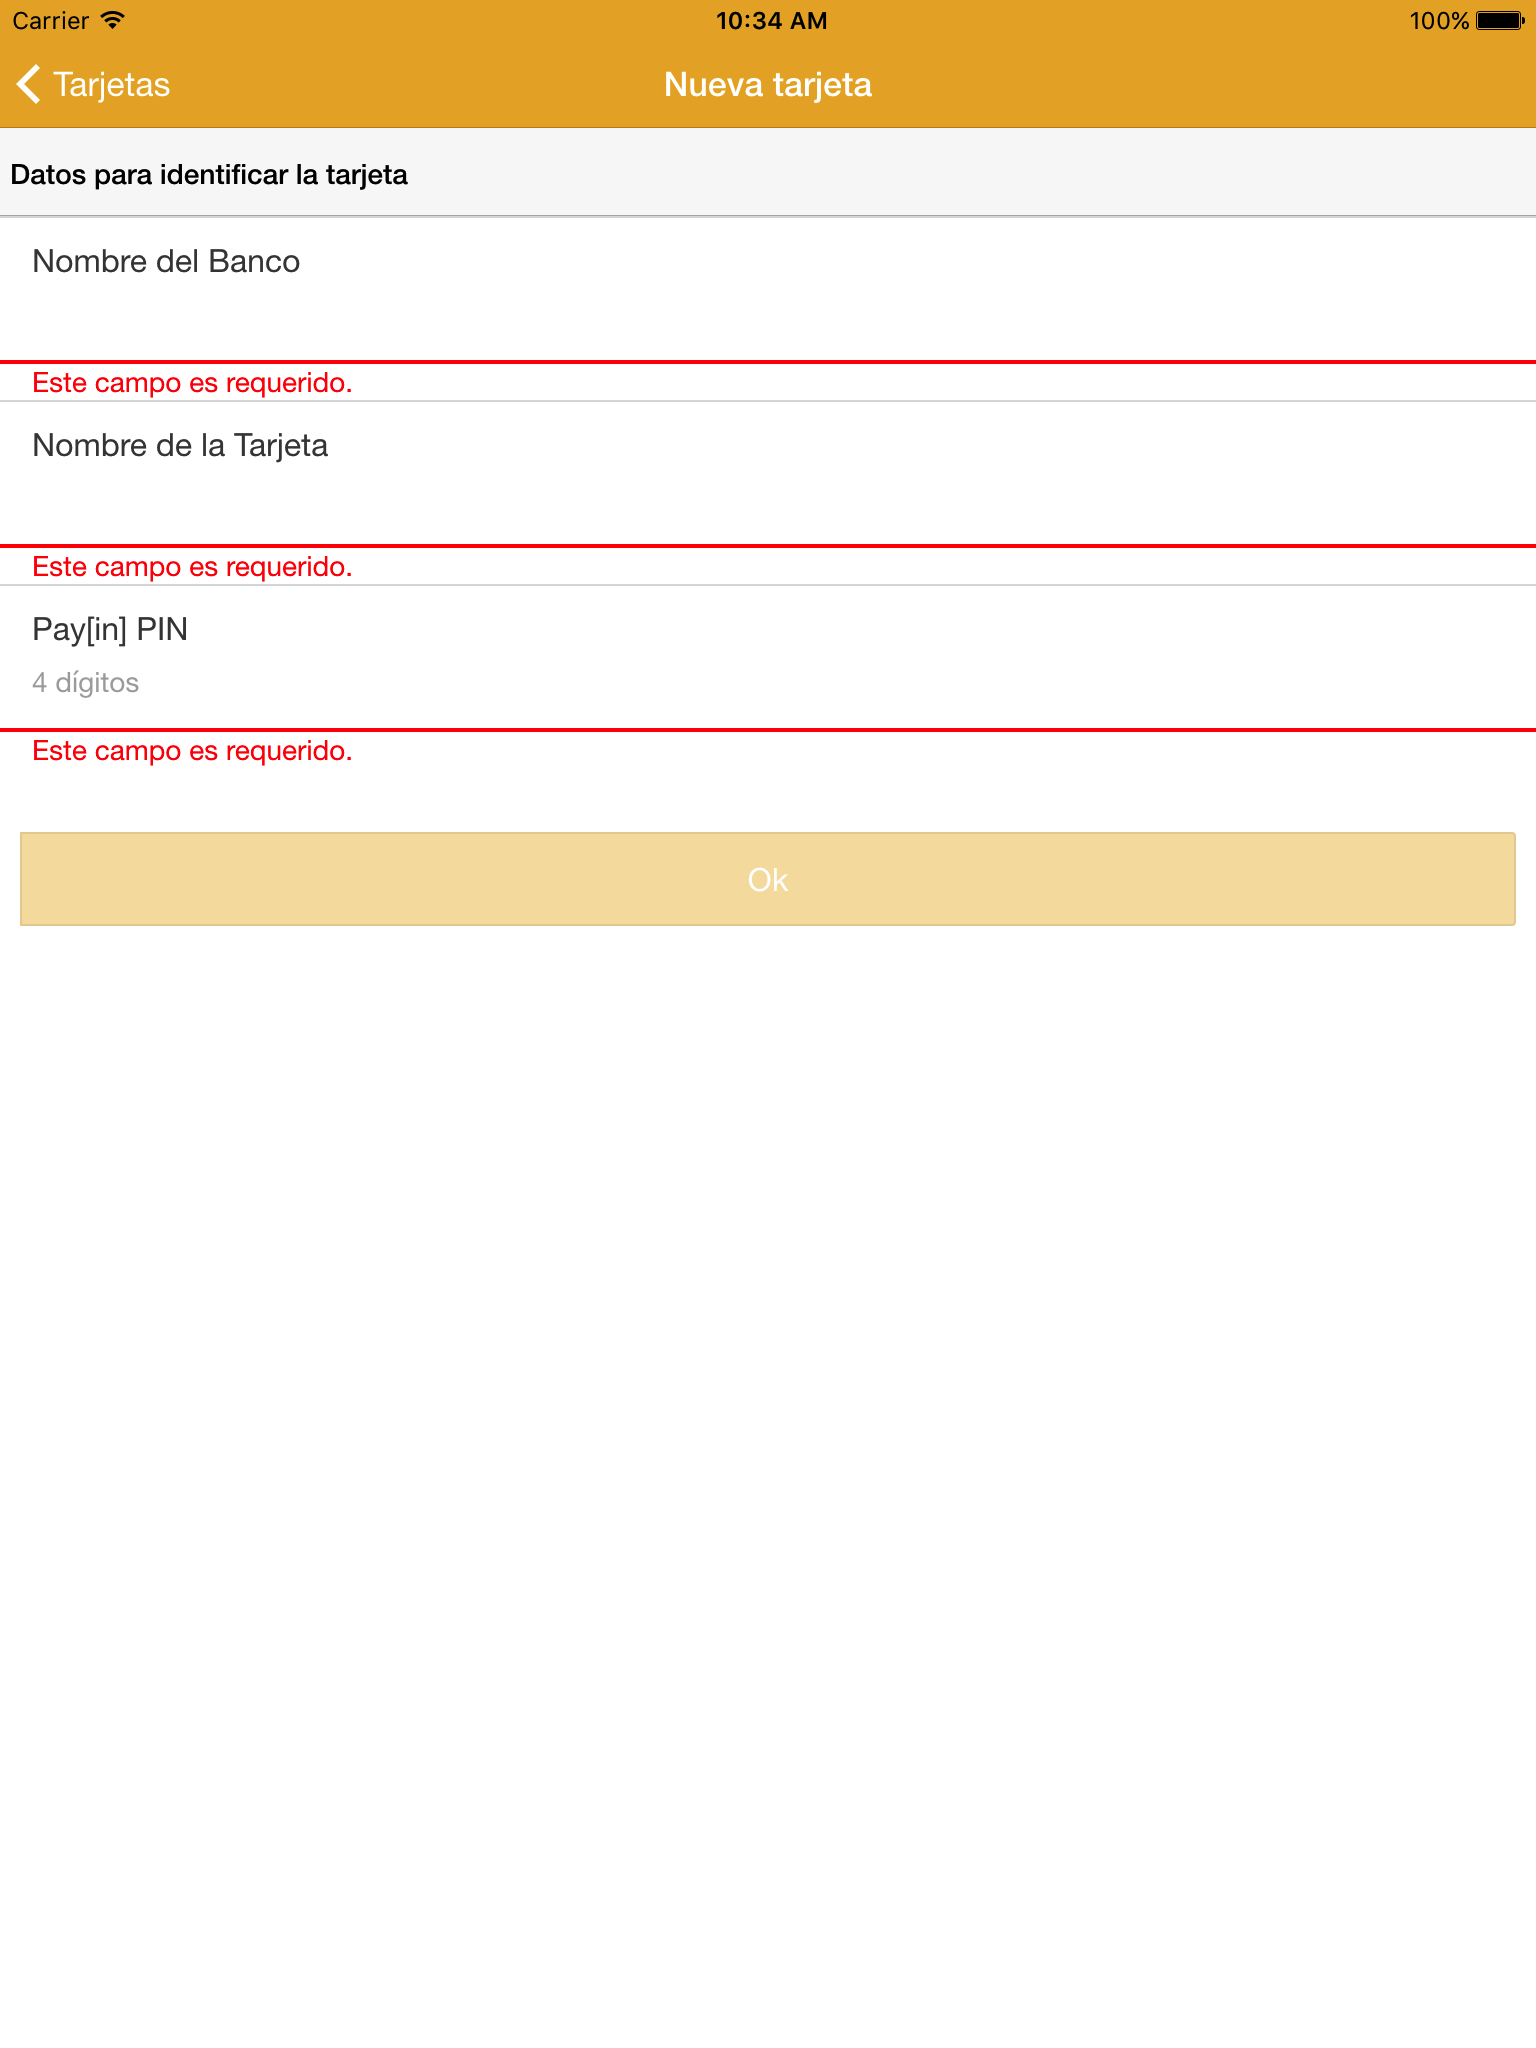 Carrier 10:34 AM 100%
Tarjetas Nueva tarjeta
Datos para identificar la tarjeta
Nombre del Banco
Este campo es requerido.
Nombre de la Tarjeta
Este campo es requerido.
Pay[in] PIN
4 dígitos
Este campo es requerido.
Ok